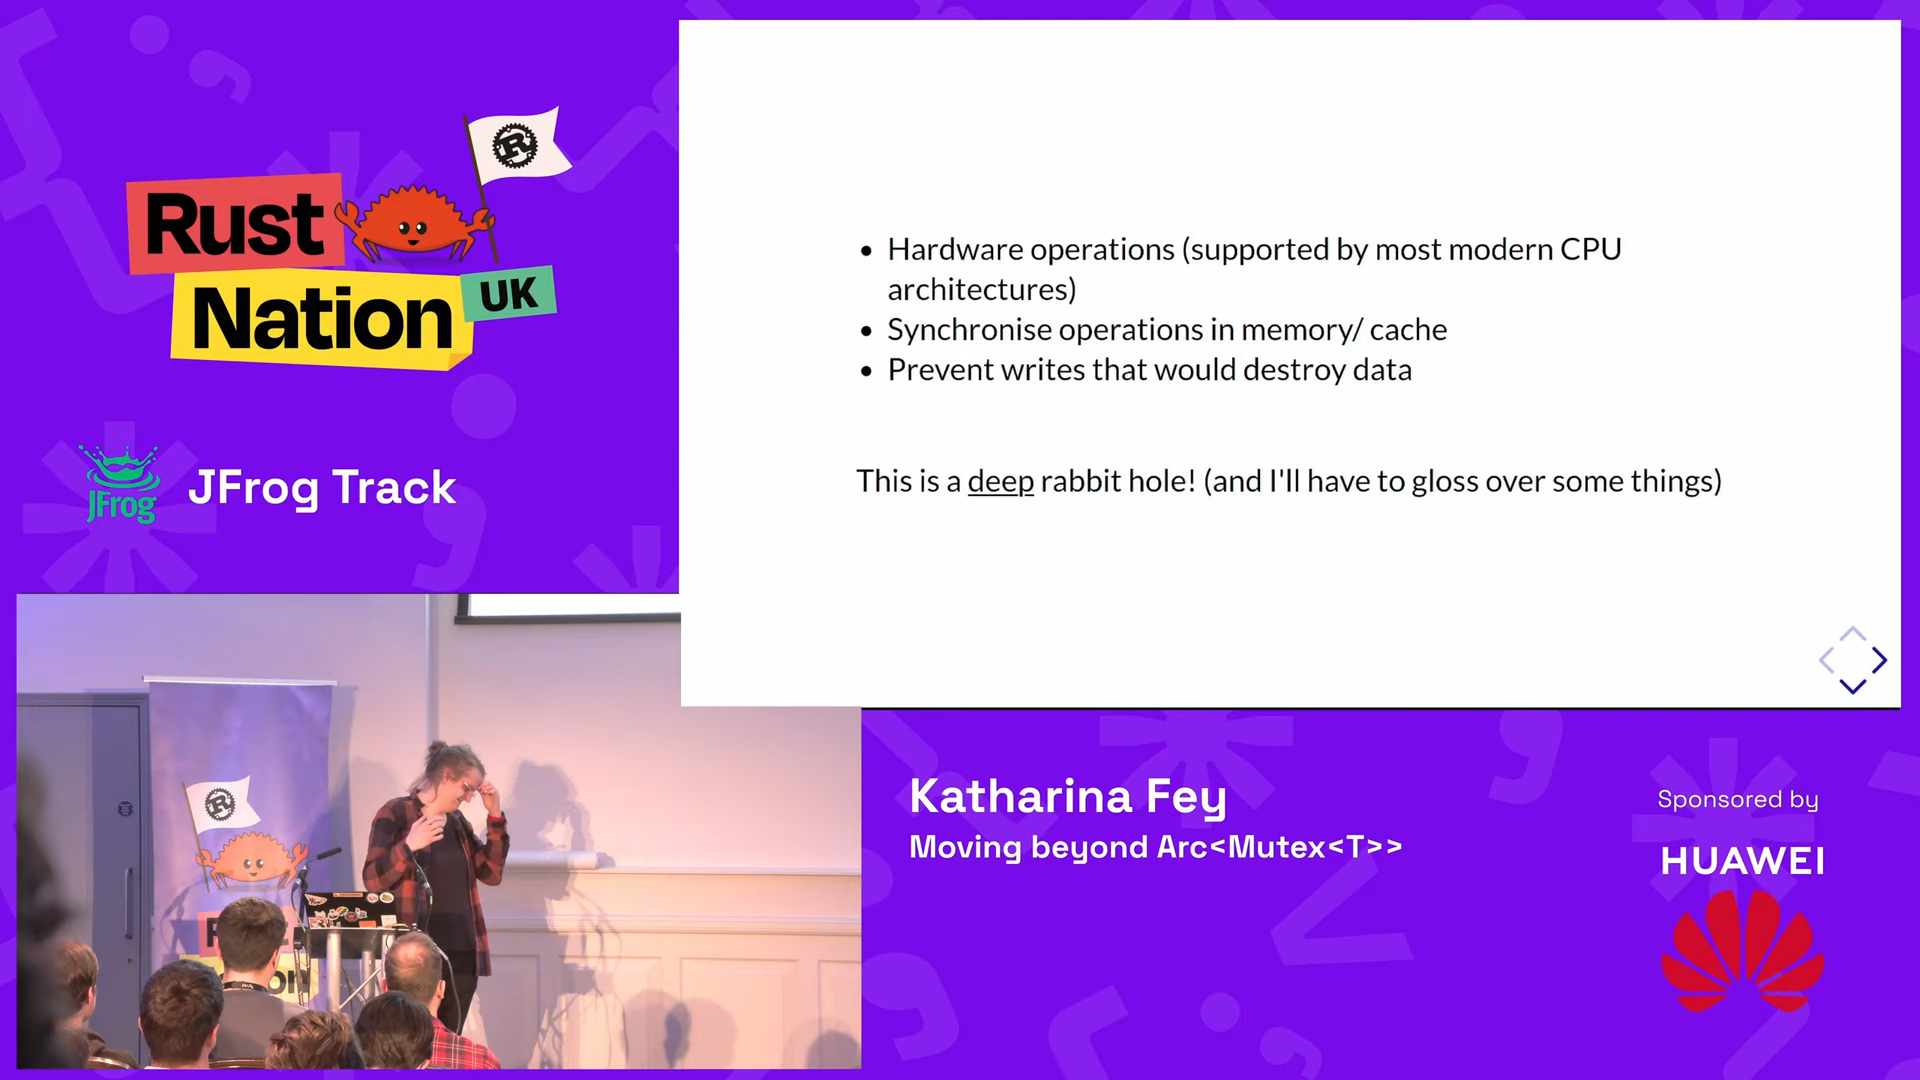 Rust
Nation
UK
JFrog
JFrog Track
• Hardware operations (supported by most modern CPU
architectures)
• Synchronise operations in memory/ cache
• Prevent writes that would destroy data
This is a deep rabbit hole! (and I'll have to gloss over some things)
Katharina Fey
Moving beyond Arc<Mutex<T>>
Sponsored by
HUAWEI